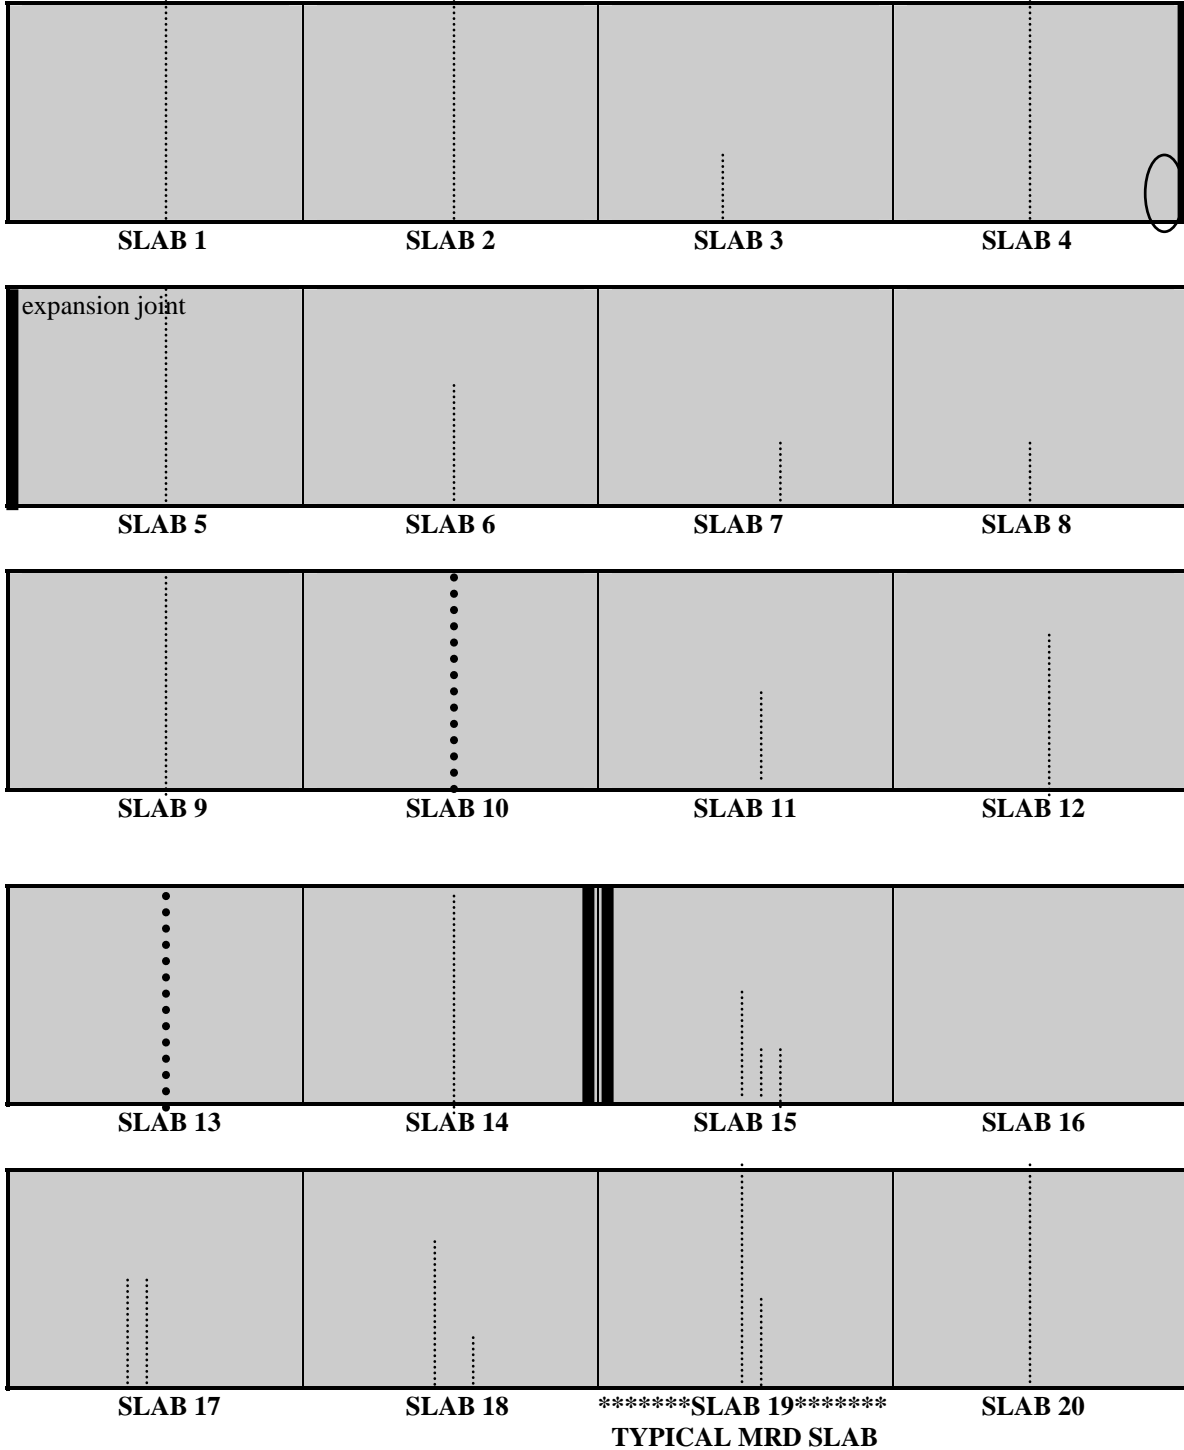 SLAB 1 SLAB 2 SLAB 3 SLAB 4
expansion joint
SLAB 5 SLAB 6 SLAB 7 SLAB 8
SLAB 9 SLAB 10 SLAB 11 SLAB 12
SLAB 13 SLAB 14 SLAB 15 SLAB 16
SLAB 17 SLAB 18 *******SLAB 19******* SLAB 20
TYPICAL MRD SLAB